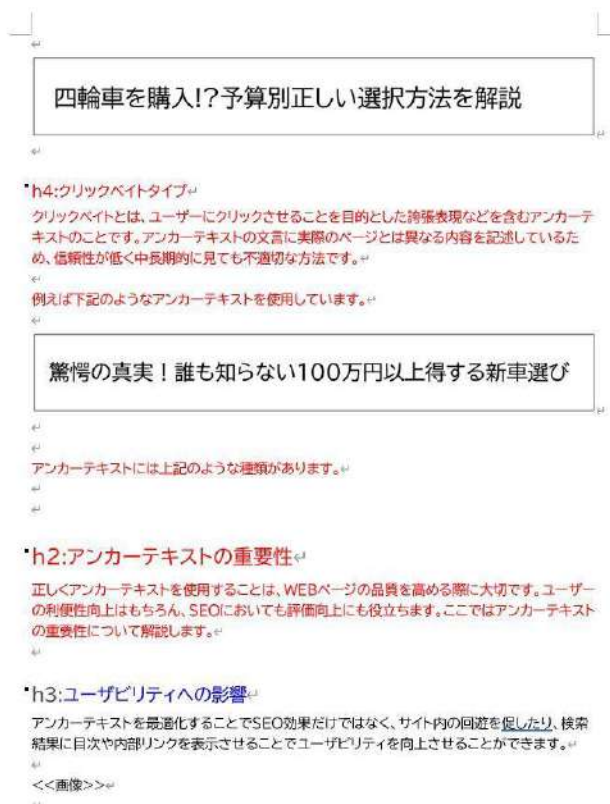 四輪車を購入!?予算別正しい選択方法を解説
h4:クリックベイトタイプ
クリックベイトとは、ユーザーにクリックさせることを目的とした誇張表現などを含むアンカーテ
キストのことです。アンカーテキストの文言に実際のページとは異なる内容を記述しているた
め、信頼性が低く中長期的に見ても不適切な方法です。
例えば下記のようなアンカーテキストを使用しています。
驚愕の真実！誰も知らない100万円以上得する新車選び
アンカーテキストには上記のような種類があります。
h2:アンカーテキストの重要性
正しくアンカーテキストを使用することは、WEBページの品質を高める際に大切です。ユーザー
の利便性向上はもちろん、SEOにおいても評価向上にも役立ちます。ここではアンカーテキスト
の重要性について解説します。
h3:ユーザビリティへの影響
アンカーテキストを最適化することでSEO効果だけではなく、サイト内の回遊を促したり、検索
結果に目次や内部リンクを表示させることでユーザビリティを向上させることができます。
<<画像>>